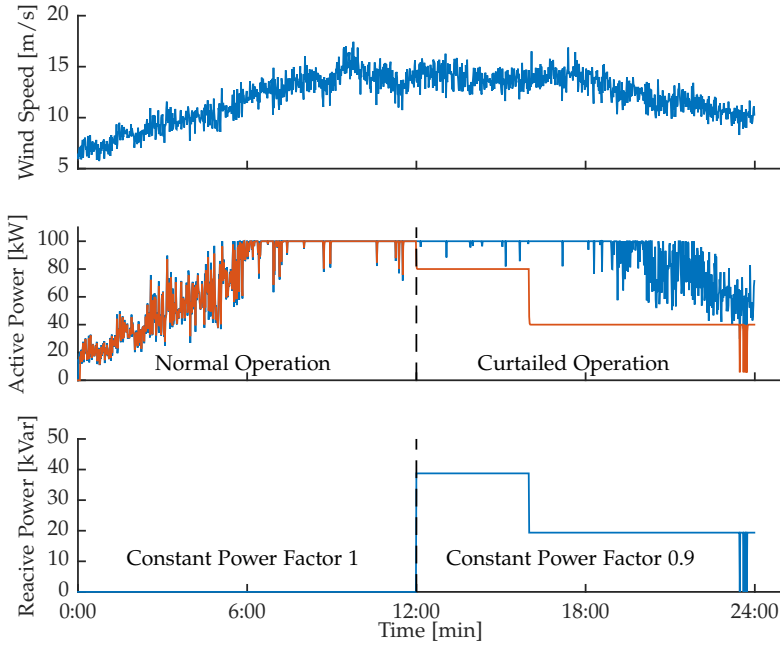 20
15
10
5
Wind Speed [m/s]
100
80
60
40
20
0
Active Power [kW]
Normal Operation
Curtailed Operation
50
40
30
20
10
0
Reacive Power [kVar]
Constant Power Factor 1
Constant Power Factor 0.9
0:00
6:00
12:00
18:00
24:00
Time [min]